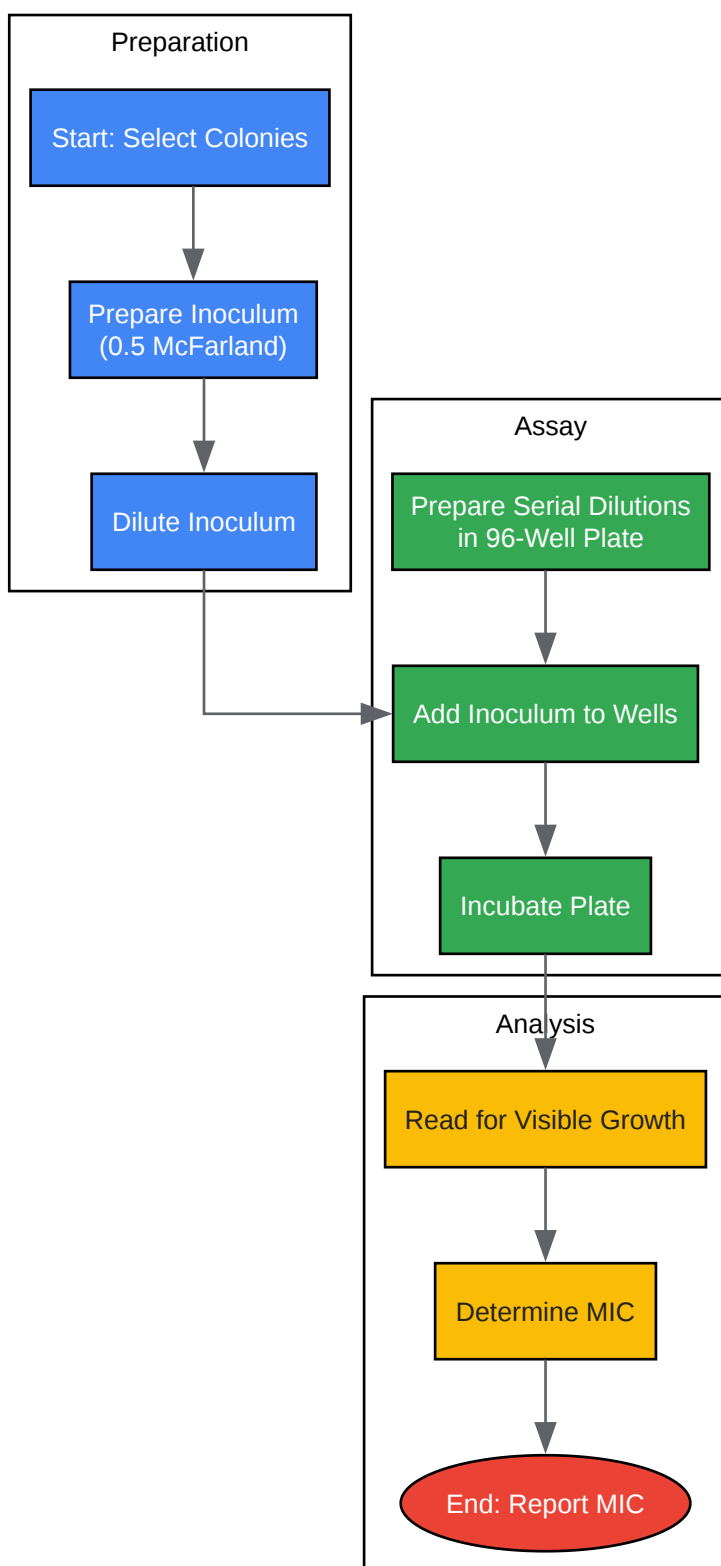 Preparation
Start: Select Colonies
Prepare Inoculum
(0.5 McFarland)
Dilute Inoculum
Assay
Prepare Serial Dilutions
in 96-Well Plate
Add Inoculum to Wells
Incubate Plate
Analysis
Read for Visible Growth
Determine MIC
End: Report MIC